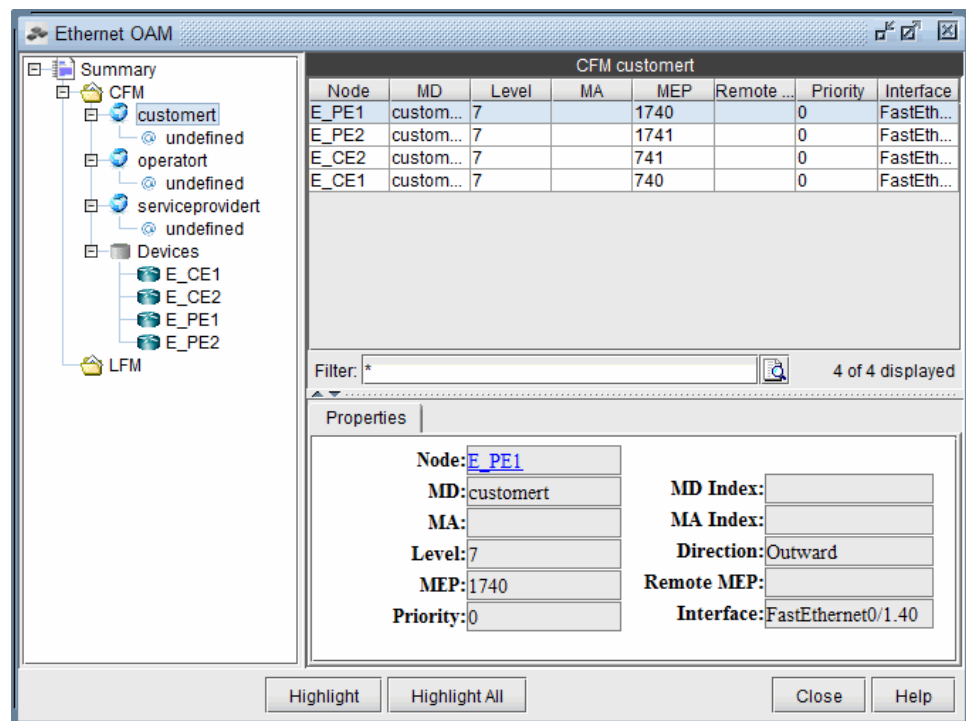 Ethernet OAM
Summary
CFM
customert
undefined
operatort
undefined
serviceprovidert
undefined
Devices
E_CE1
E_CE2
E_PE1
E_PE2
LFM
CFM customert
Node MD Level MA MEP Remote ... Priority Interface
E_PE1 custom... 7 1740 0 FastEth...
E_PE2 custom... 7 1741 0 FastEth...
E_CE2 custom... 7 741 0 FastEth...
E_CE1 custom... 7 740 0 FastEth...
Filter: * 4 of 4 displayed
Properties
Node: E_PE1
MD: customert
MA:
Level: 7
MEP: 1740
Priority: 0
MD Index:
MA Index:
Direction: Outward
Remote MEP:
Interface: FastEthernet0/1.40
Highlight Highlight All Close Help